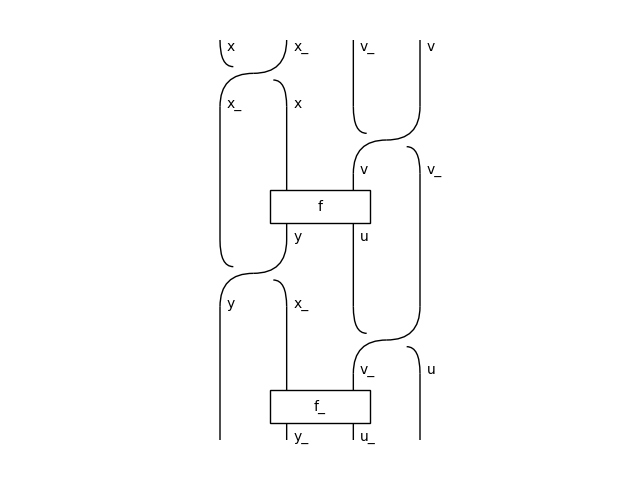 x x_ v_ v
x_ x
v v_
f
y u
y x_
v_ u
f_
y_ u_